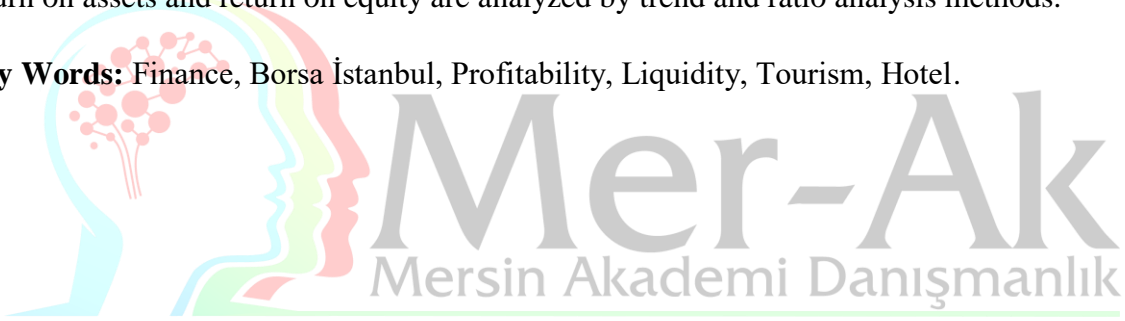 on assets and return on equity are analyzed by trend and ratio analysis methods.
Words: Finance, Borsa İstanbul, Profitability, Liquidity, Tourism, Hotel.
Mer-Ak
Mersin Akademi Danışmanlık